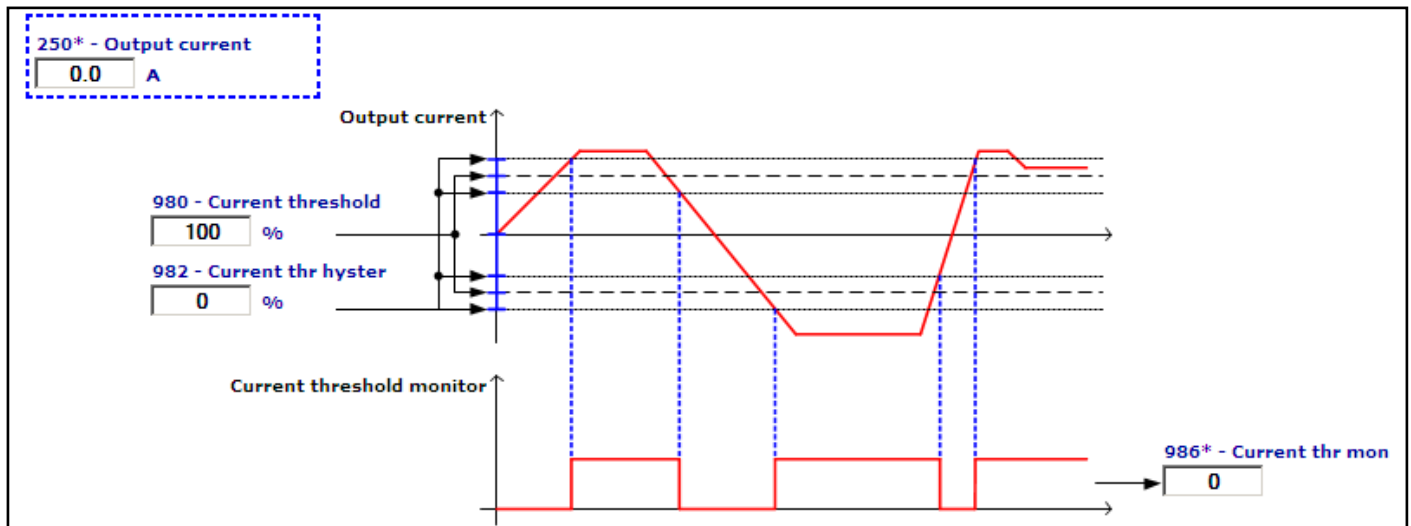 250* - Output current
0.0 A
Output current
980 - Current threshold
100 %
982 - Current thr hyster
0 %
Current threshold monitor
986* - Current thr mon
0